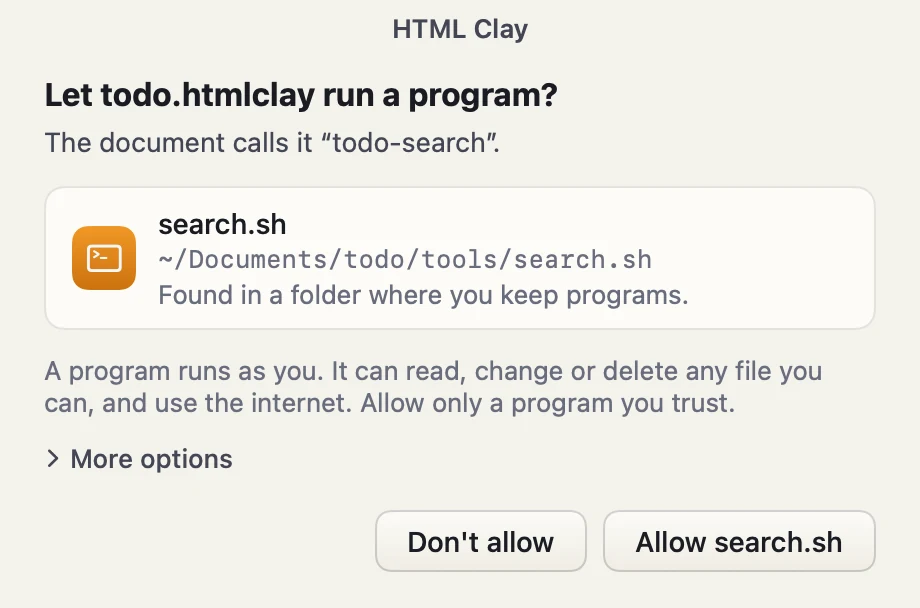 HTML Clay
Let todo.htmlclay run a program?
The document calls it “todo-search”.
search.sh
~/Documents/todo/tools/search.sh
Found in a folder where you keep programs.
A program runs as you. It can read, change or delete any file you
can, and use the internet. Allow only a program you trust.
More options
Don't allow
Allow search.sh